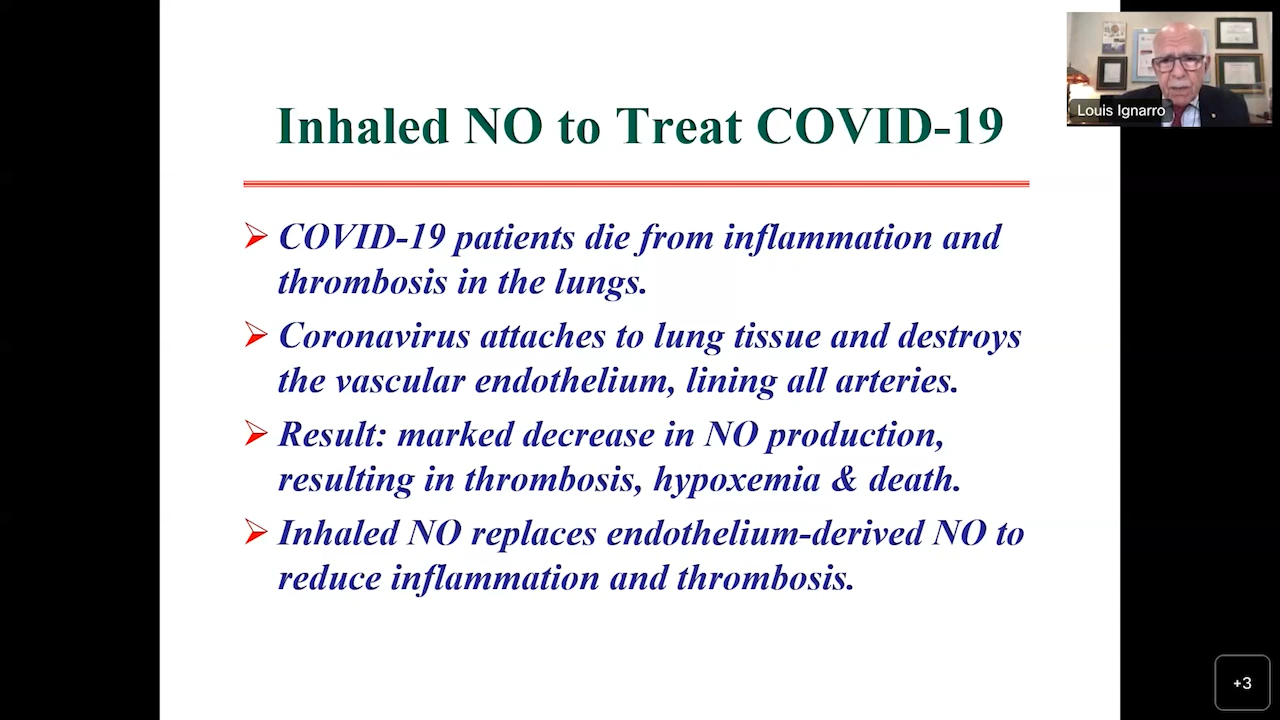 Inhaled NO to Treat COVID-19
Louis Ignarro
COVID-19 patients die from inflammation and
thrombosis in the lungs.
Coronavirus attaches to lung tissue and destroys
the vascular endothelium, lining all arteries.
Result: marked decrease in NO production,
resulting in thrombosis, hypoxemia & death.
Inhaled NO replaces endothelium-derived NO to
reduce inflammation and thrombosis.
+3